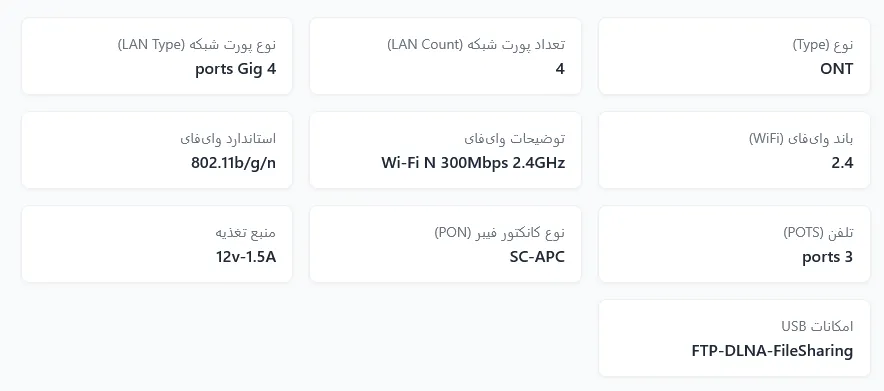 نوع (Type)
ONT
تعداد پورت شبکه (LAN Count)
4
نوع پورت شبکه (LAN Type)
4 ports Gig
باند وای‌فای (WiFi)
2.4
توضیحات وای‌فای
Wi-Fi N 300Mbps 2.4GHz
استاندارد وای‌فای
802.11b/g/n
تلفن (POTS)
3 ports
نوع کانکتور فیبر (PON)
SC-APC
منبع تغذیه
12v-1.5A
امکانات USB
FTP-DLNA-FileSharing